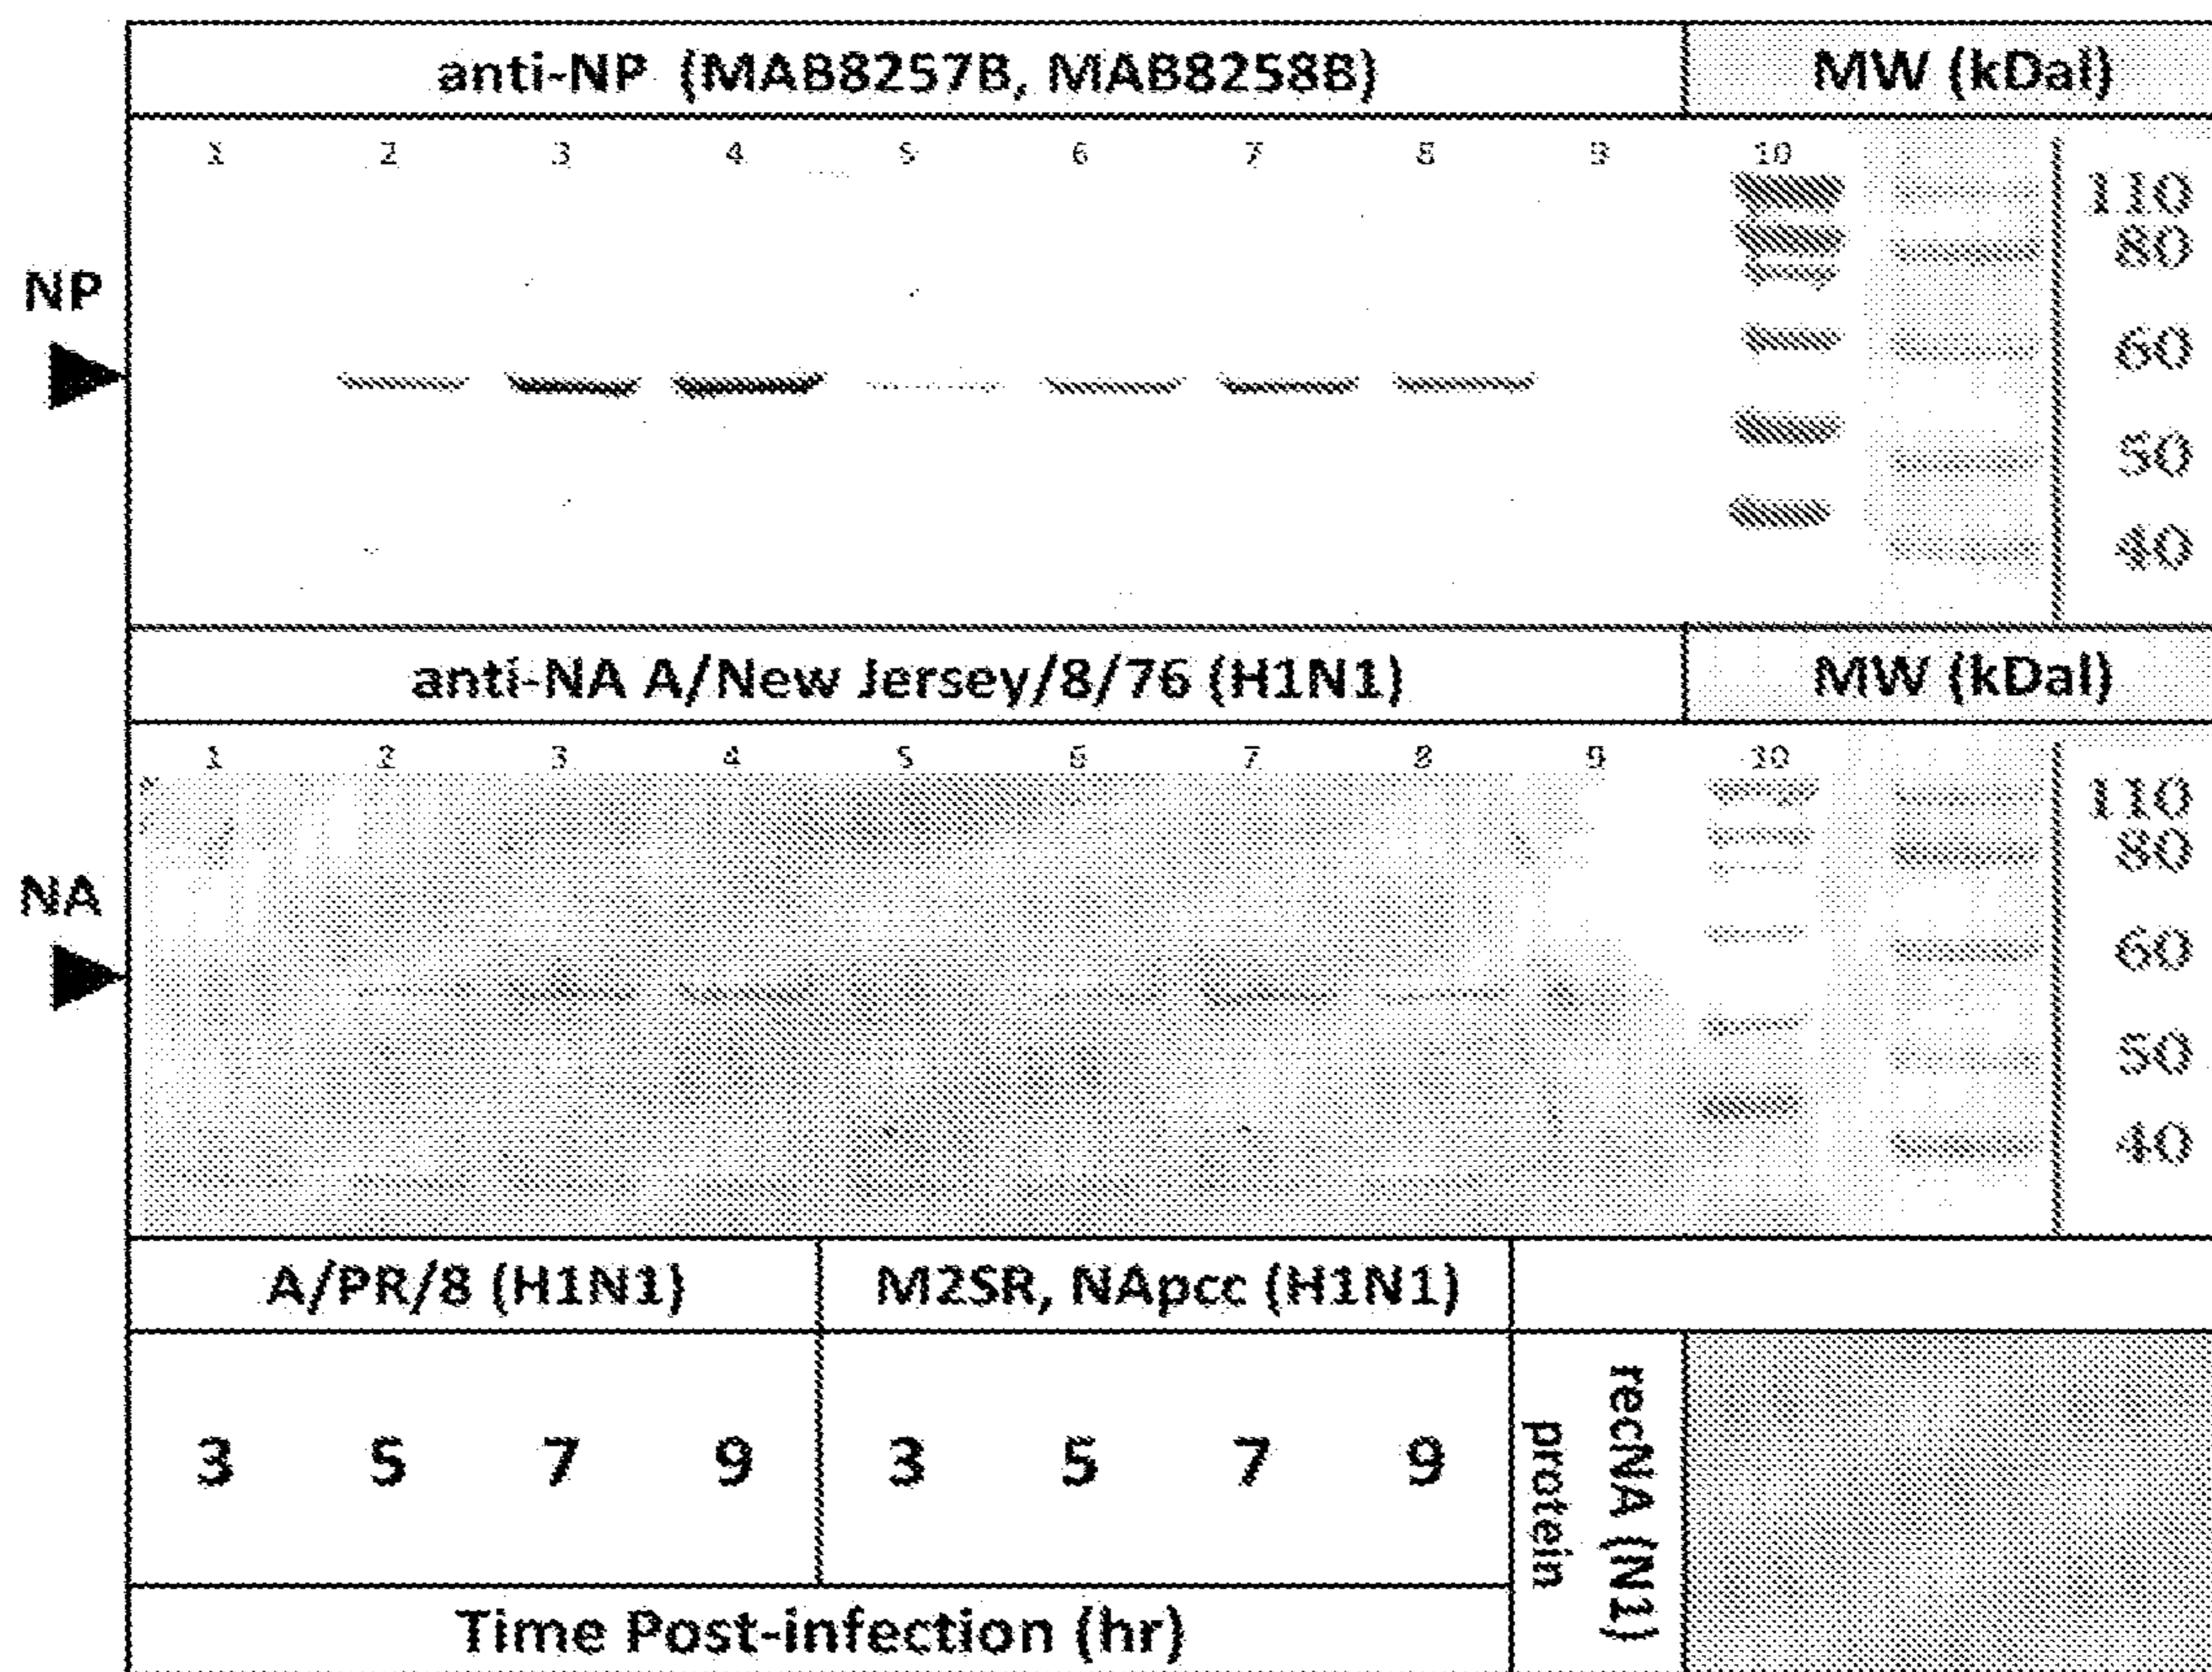 anti-NP (MAB8257B, MAB8258B) MW (kDal)
1 2 3 4 5 6 7 8 9 10
110
80
NP
60
50
40
anti-NA A/New Jersey/8/76 (H1N1) MW (kDal)
1 2 3 4 5 6 7 8 9 10
110
80
NA
60
50
40
A/PR/8 (H1N1) M2SR, NApcc (H1N1)
3 5 7 9 3 5 7 9
recNA (N1)
protein
Time Post-infection (hr)